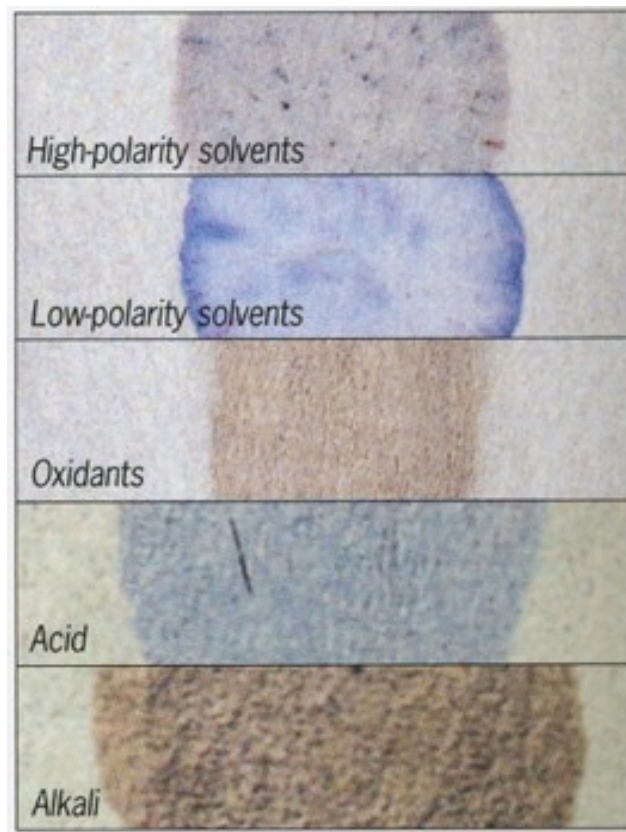 High-polarity solvents
Low-polarity solvents
Oxidants
Acid
Alkali